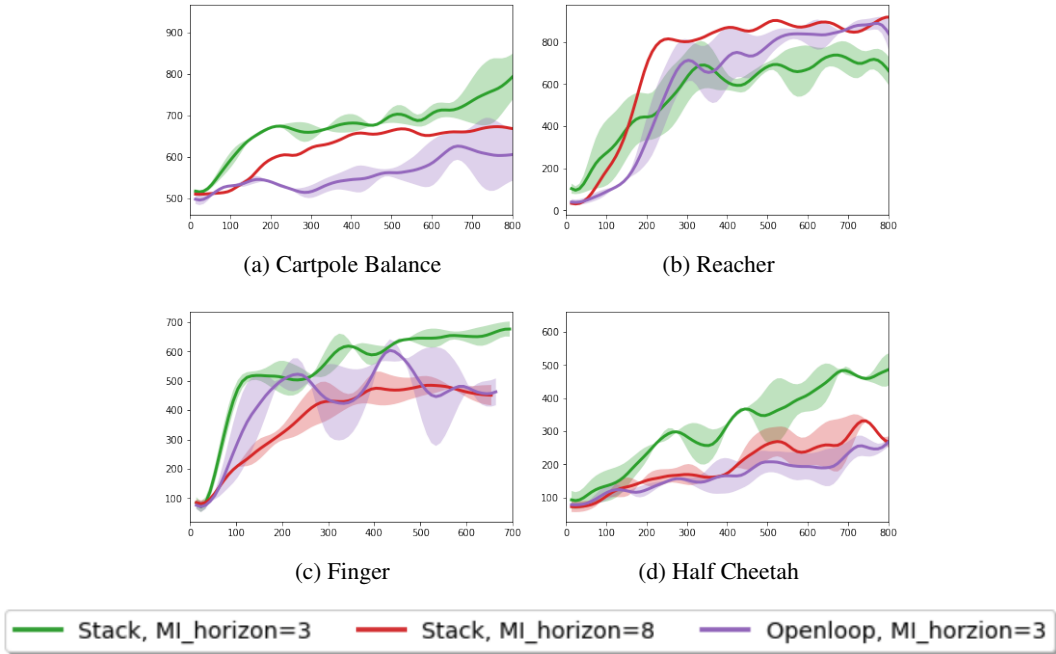 900
800
700
600
500
0 100 200 300 400 500 600 700 800
(a) Cartpole Balance
800
600
400
200
0
0 100 200 300 400 500 600 700 800
(b) Reacher
700
600
500
400
300
200
100
0 100 200 300 400 500 600 700
(c) Finger
600
500
400
300
200
100
0 100 200 300 400 500 600 700 800
(d) Half Cheetah
Stack, MI_horizon=3 Stack, MI_horizon=8 Openloop, MI_horzion=3